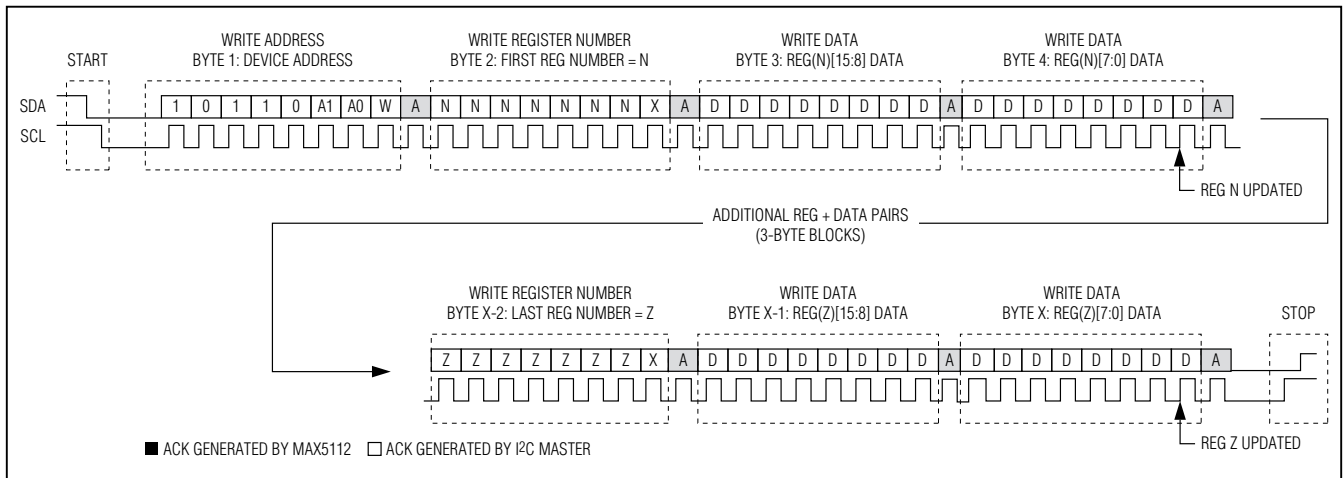 WRITE ADDRESS
BYTE 1: DEVICE ADDRESS
WRITE REGISTER NUMBER
BYTE 2: FIRST REG NUMBER = N
WRITE DATA
BYTE 3: REG(N)[15:8] DATA
WRITE DATA
BYTE 4: REG(N)[7:0] DATA
START
SDA
1 0 1 1 0 A1 A0 W A N N N N N N N X A D D D D D D D D A D D D D D D D D A
SCL
REG N UPDATED
ADDITIONAL REG + DATA PAIRS
(3-BYTE BLOCKS)
WRITE REGISTER NUMBER
BYTE X-2: LAST REG NUMBER = Z
WRITE DATA
BYTE X-1: REG(Z)[15:8] DATA
WRITE DATA
BYTE X: REG(Z)[7:0] DATA
STOP
Z Z Z Z Z Z Z X A D D D D D D D D A D D D D D D D D A
REG Z UPDATED
ACK GENERATED BY MAX5112 ACK GENERATED BY I²C MASTER